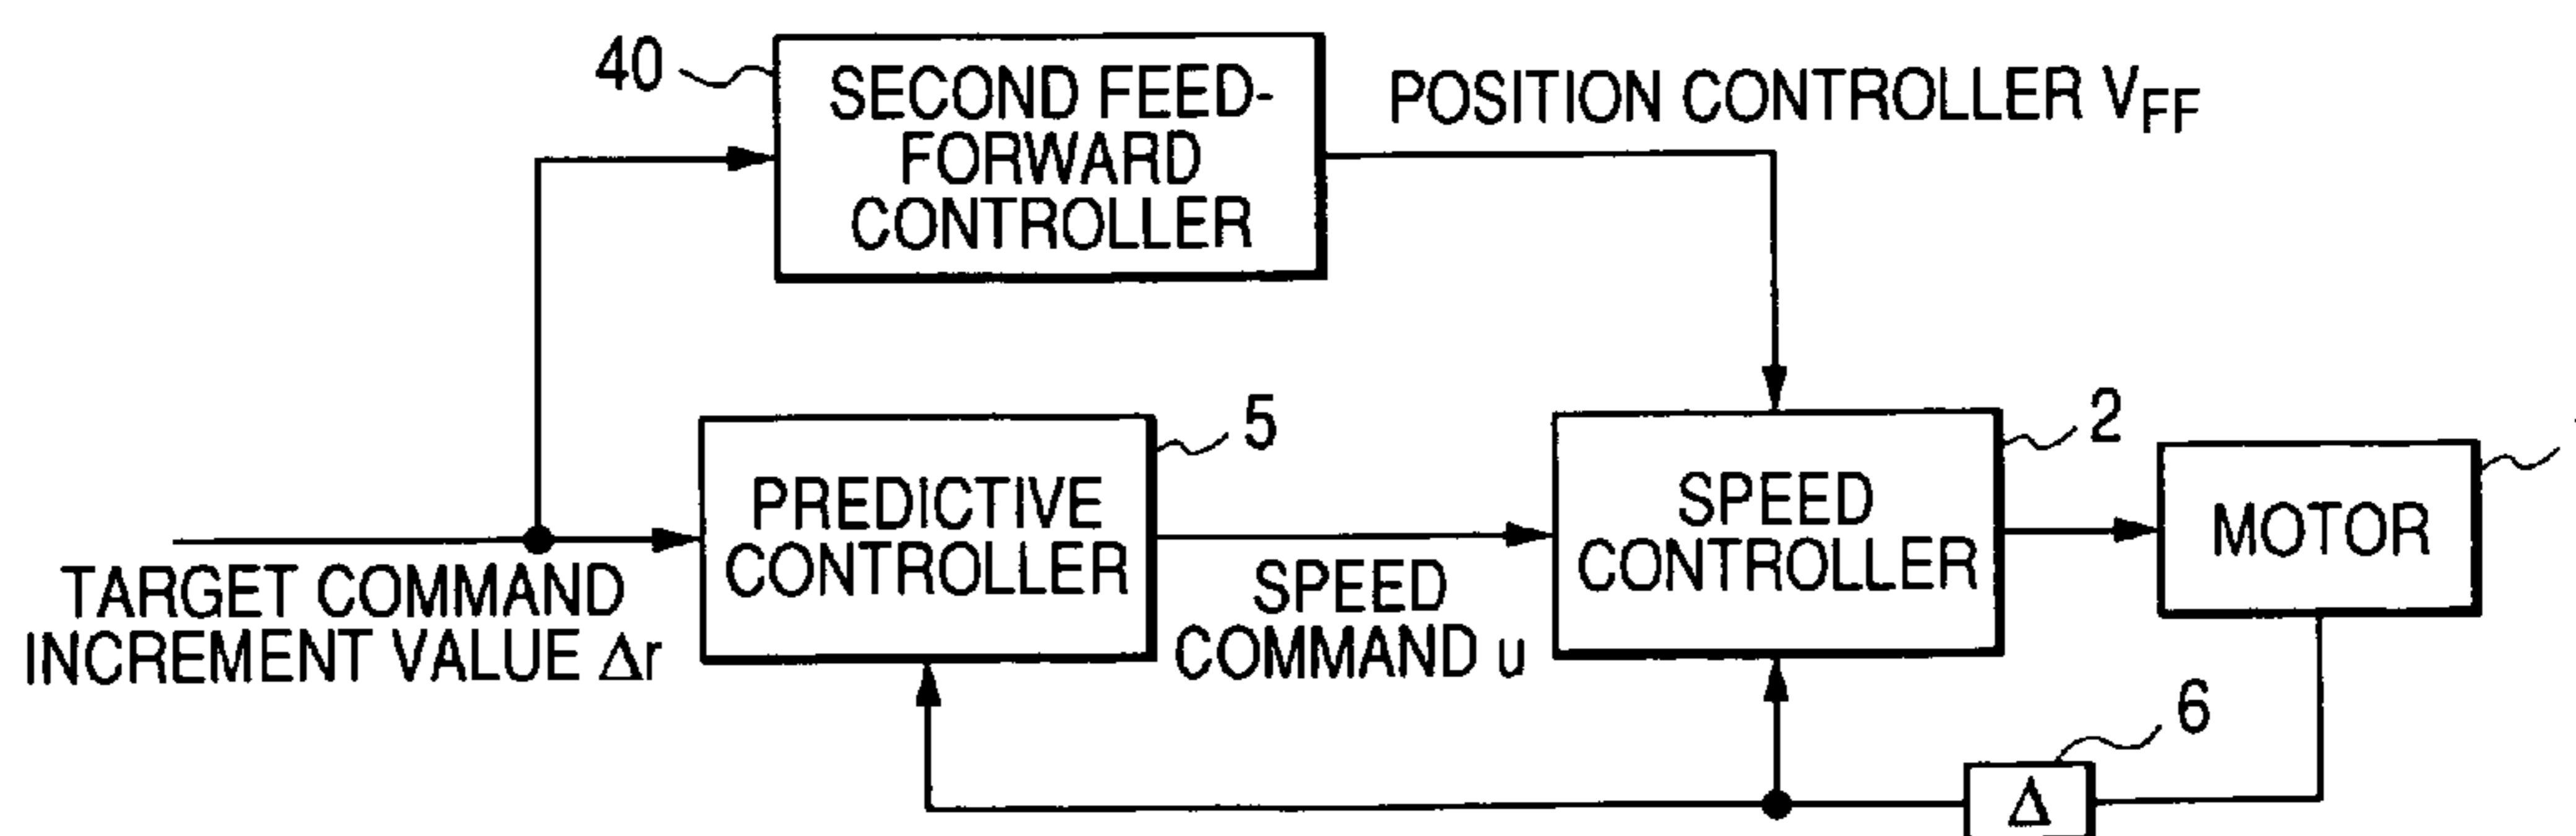 40
SECOND FEED-
FORWARD
CONTROLLER
POSITION CONTROLLER VFF
5
PREDICTIVE
CONTROLLER
2
SPEED
CONTROLLER
MOTOR
TARGET COMMAND
INCREMENT VALUE Δr
SPEED
COMMAND u
6
Δ